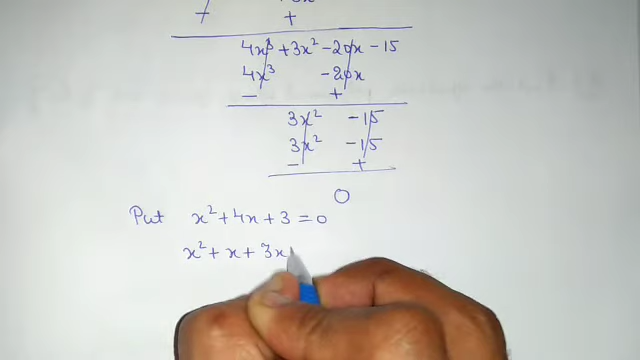 +
4x³ + 3x² - 20x - 15
4x³ - 20x
- +
3x² - 15
3x² - 15
- +
0
Put x² + 4x + 3 = 0
x² + x + 3x